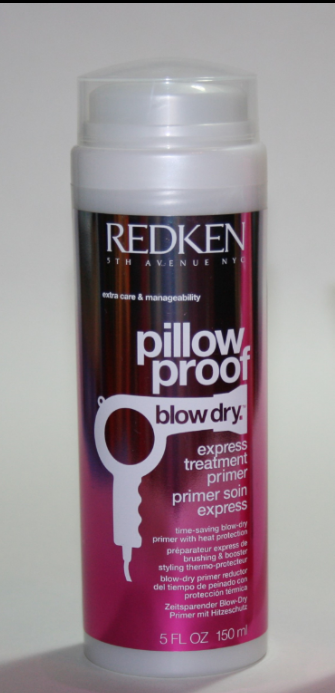 REDKEN
5TH AVENUE NYC
extra care & manageability
pillow
proof
blow dry.™
express
treatment
primer
primer soin
express
time-saving blow-dry
primer with heat protection
préparateur express de
brushing & booster
styling thermo-protecteur
blow-dry primer reductor
del tiempo de peinado con
protección térmica
Zeitsparender Blow-Dry
Primer mit Hitzeschutz
5 FL OZ 150 ml